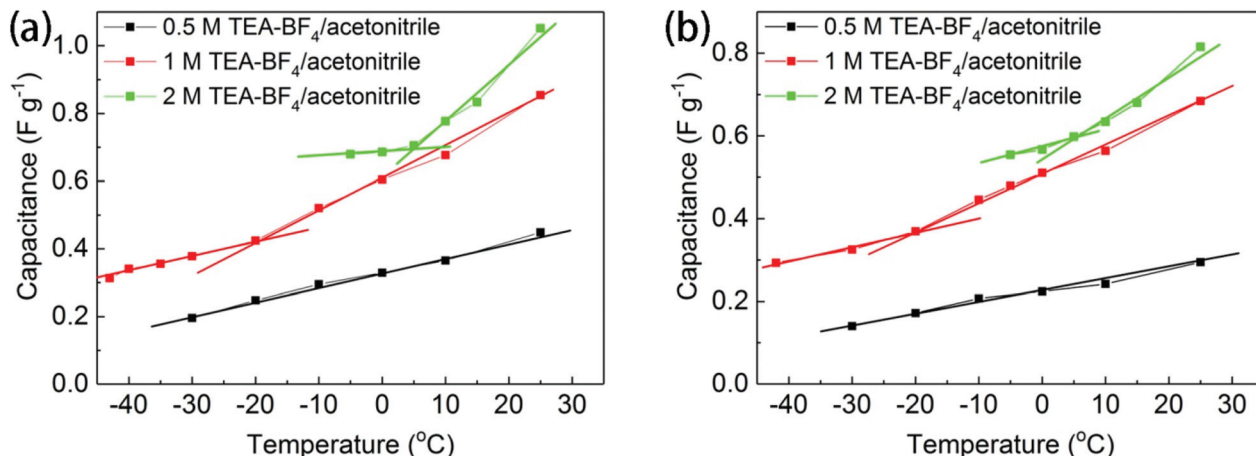 (a)
0.5 M TEA-BF₄/acetonitrile
1 M TEA-BF₄/acetonitrile
2 M TEA-BF₄/acetonitrile
Capacitance (F g⁻¹)
1.0
0.8
0.6
0.4
0.2
0.0
-40 -30 -20 -10 0 10 20 30
Temperature (°C)
(b)
0.5 M TEA-BF₄/acetonitrile
1 M TEA-BF₄/acetonitrile
2 M TEA-BF₄/acetonitrile
Capacitance (F g⁻¹)
0.8
0.6
0.4
0.2
0.0
-40 -30 -20 -10 0 10 20 30
Temperature (°C)